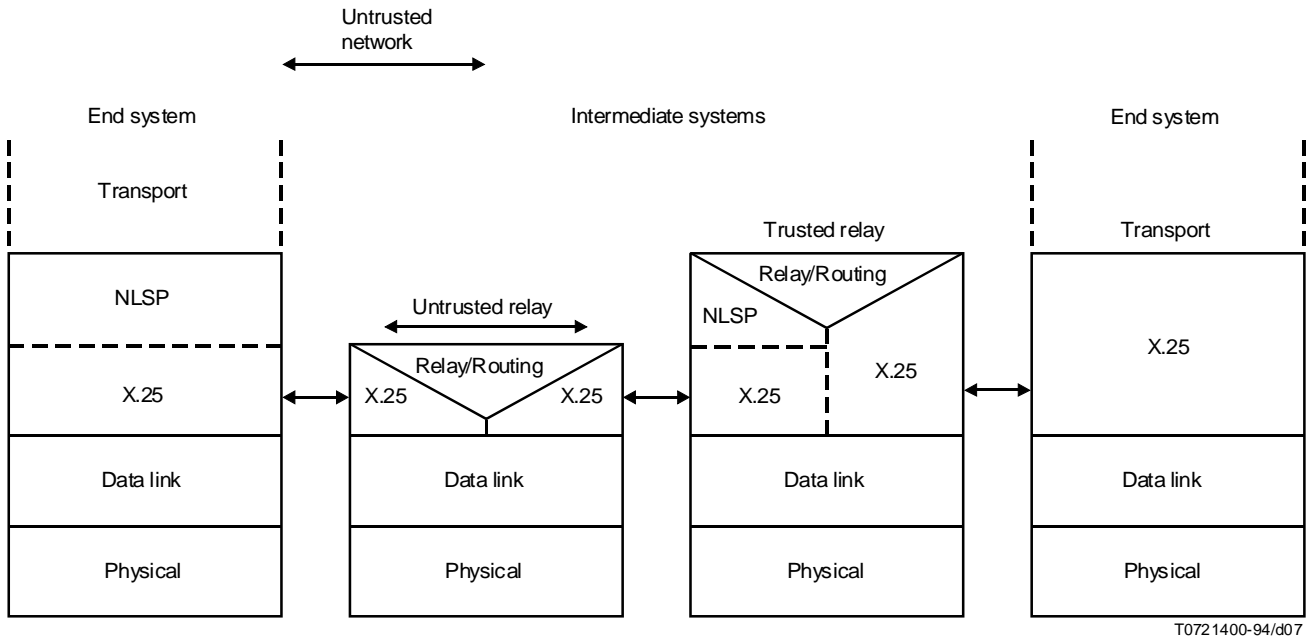 Untrusted
network
End system
Intermediate systems
End system
Transport
Trusted relay
Transport
Relay/Routing
NLSP
Untrusted relay
NLSP
Relay/Routing
X.25
X.25
X.25
X.25
X.25
X.25
Data link
Data link
Data link
Data link
Physical
Physical
Physical
Physical
T0721400-94/d07